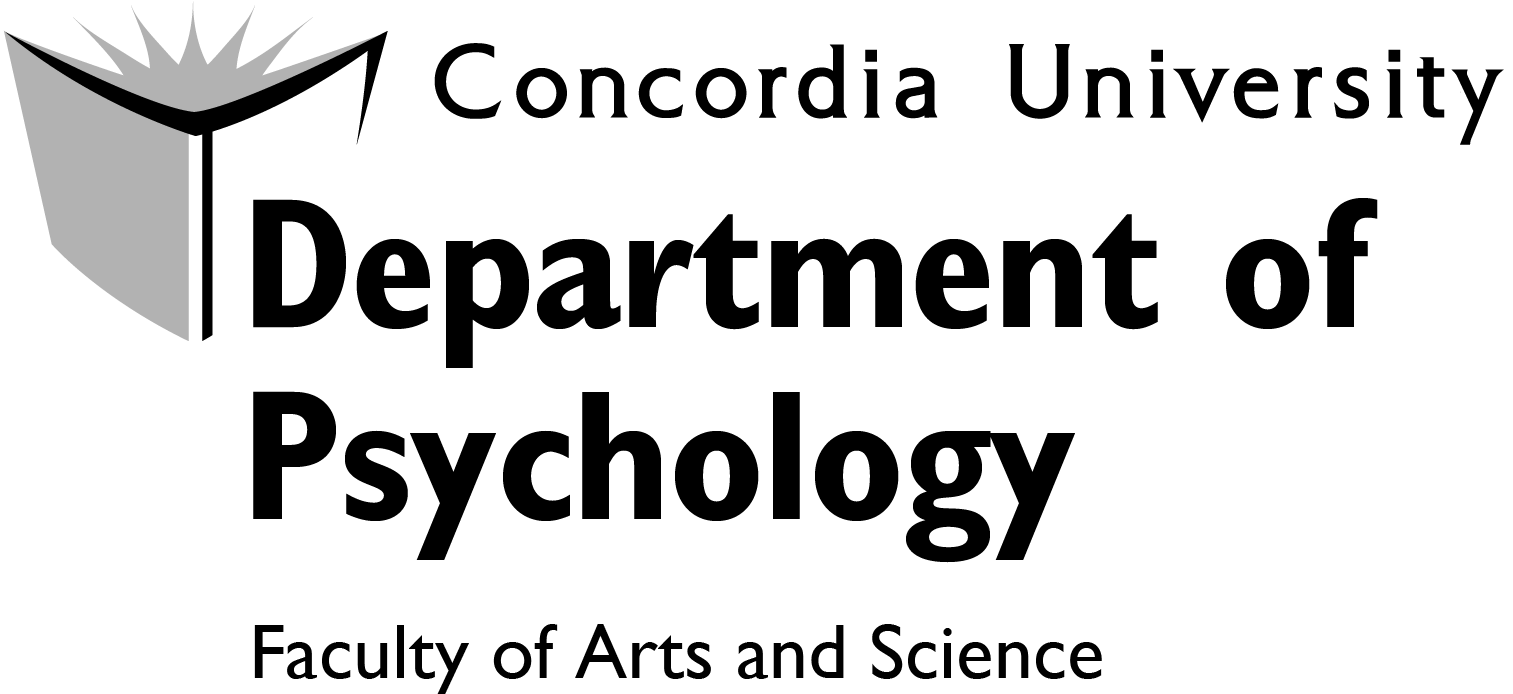 Concordia University
Department of
Psychology
Faculty of Arts and Science